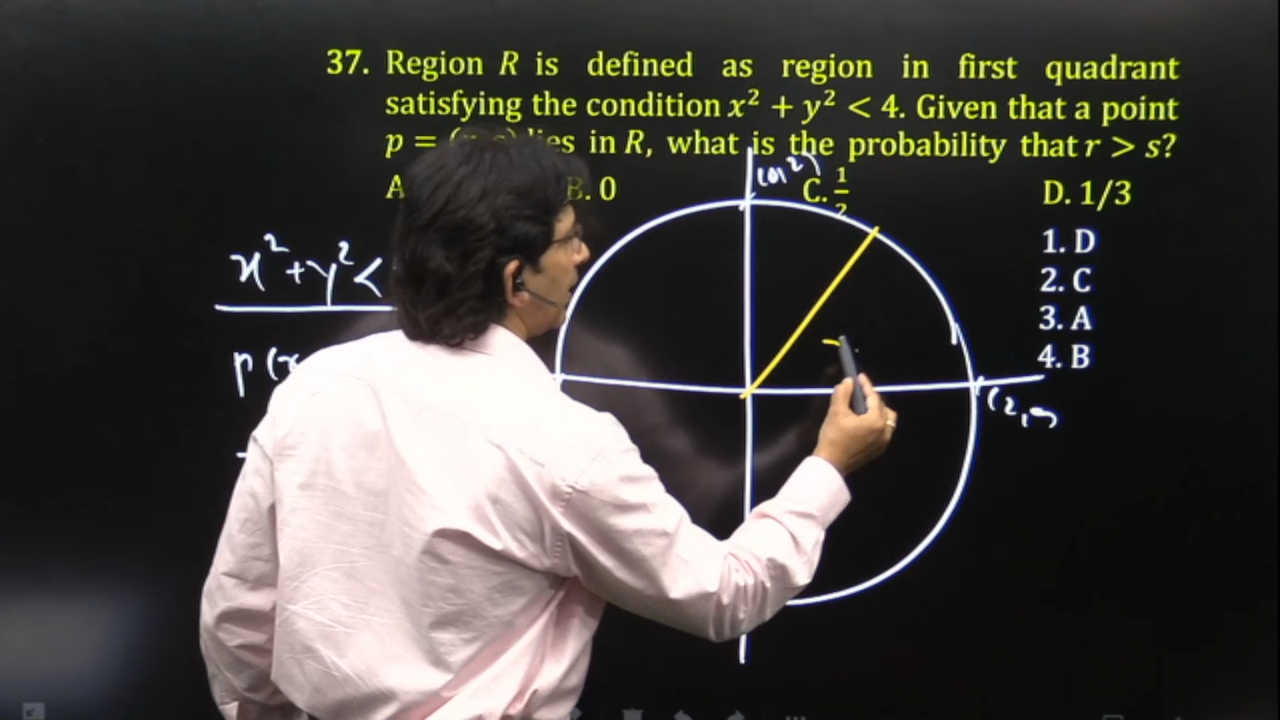 37. Region R is defined as region in first quadrant
satisfying the condition x² + y² < 4. Given that a point
p = lies in R, what is the probability that r > s?
A B. 0 C. 1/2 D. 1/3
1. D
2. C
3. A
4. B
(0,2)
x²+y²<
p(x
(2,0)